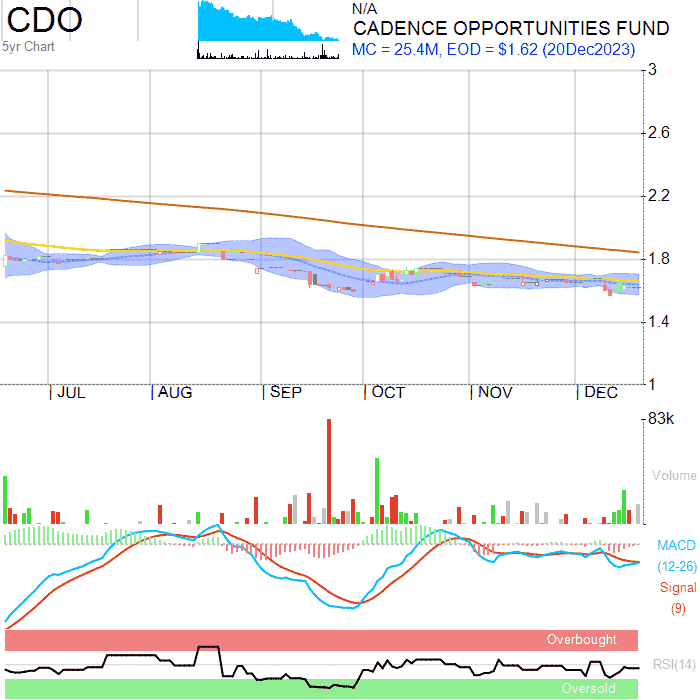 CDO
5yr Chart
N/A
CADENCE OPPORTUNITIES FUND
MC = 25.4M, EOD = $1.62 (20Dec2023)
3
2.6
2.2
1.8
1.4
1
JUL AUG SEP OCT NOV DEC
83k
Volume
MACD
(12-26)
Signal
(9)
Overbought
RSI(14)
Oversold